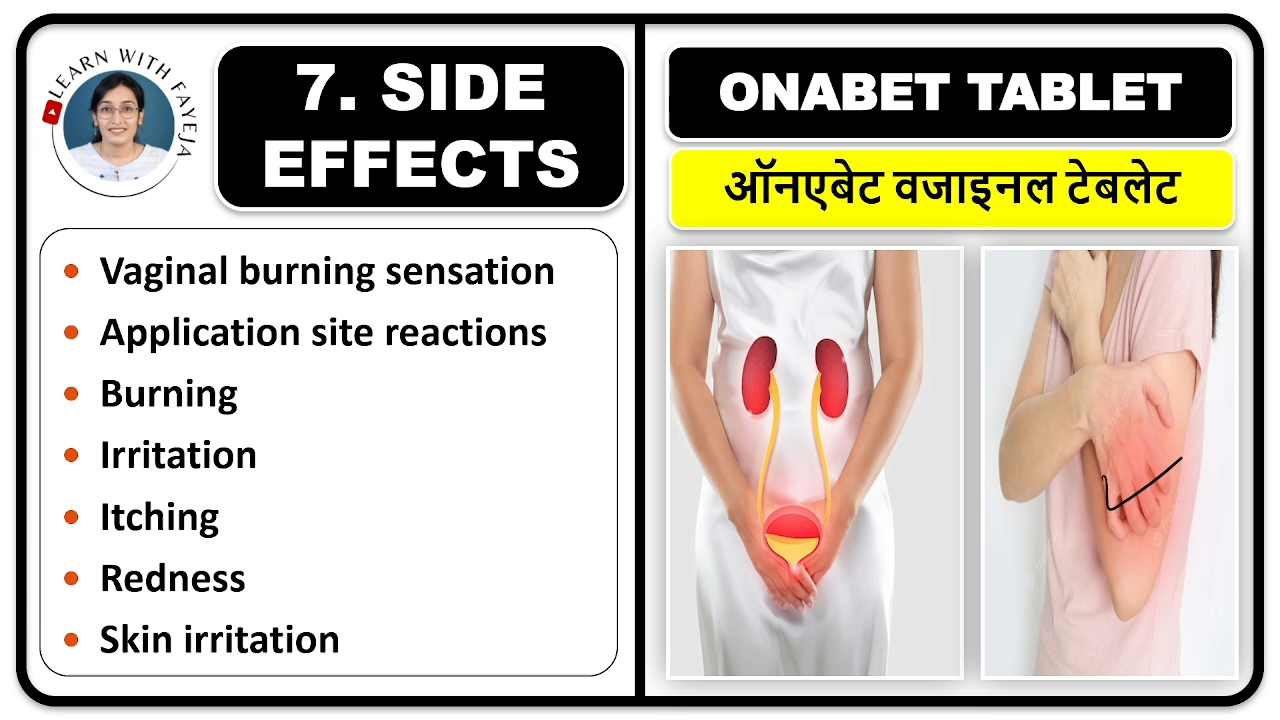 LEARN WITH FAYEJA
7. SIDE
EFFECTS
Vaginal burning sensation
Application site reactions
Burning
Irritation
Itching
Redness
Skin irritation
ONABET TABLET
ऑनएबेट वजाइनल टेबलेट